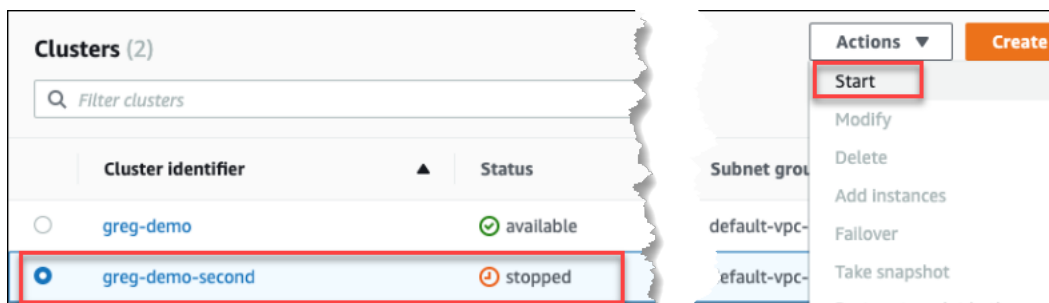 Clusters (2)
Actions
Create
Filter clusters
Start
Modify
Delete
Add instances
Failover
Take snapshot
Cluster identifier
Status
Subnet grou
greg-demo
available
default-vpc-
greg-demo-second
stopped
efault-vpc-